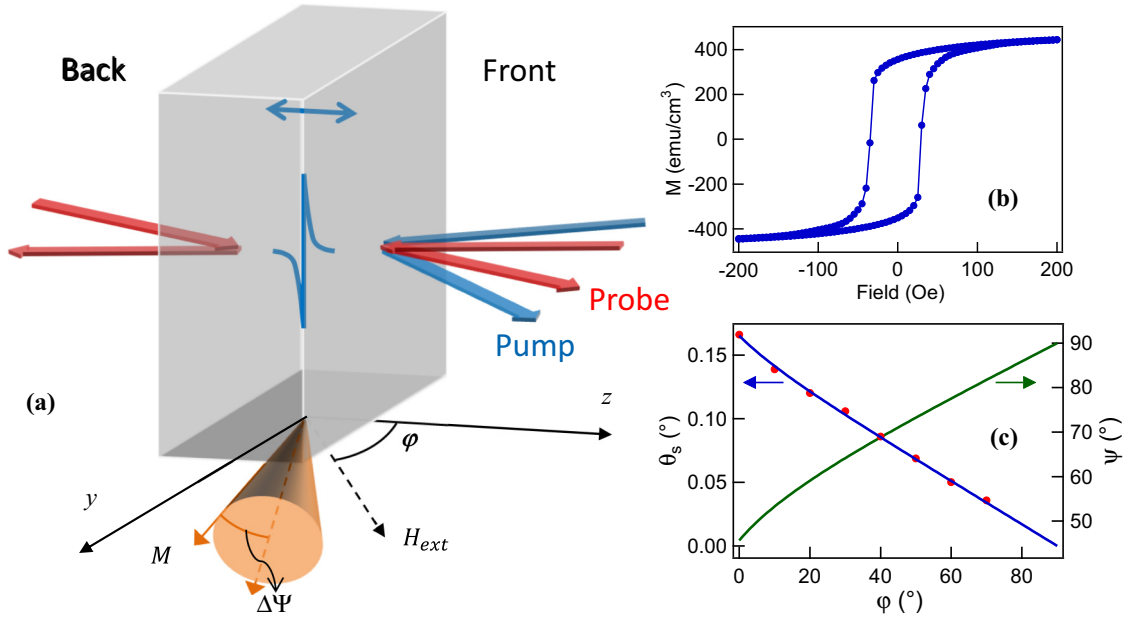 Back
Front
Probe
Pump
(a)
z
φ
y
H_ext
M
ΔΨ
400
200
0
-200
-400
M (emu/cm³)
(b)
-200
-100
0
100
200
Field (Oe)
0.15
0.10
0.05
0.00
θs (°)
90
80
70
60
50
ψ (°)
(c)
0
20
40
60
80
φ (°)